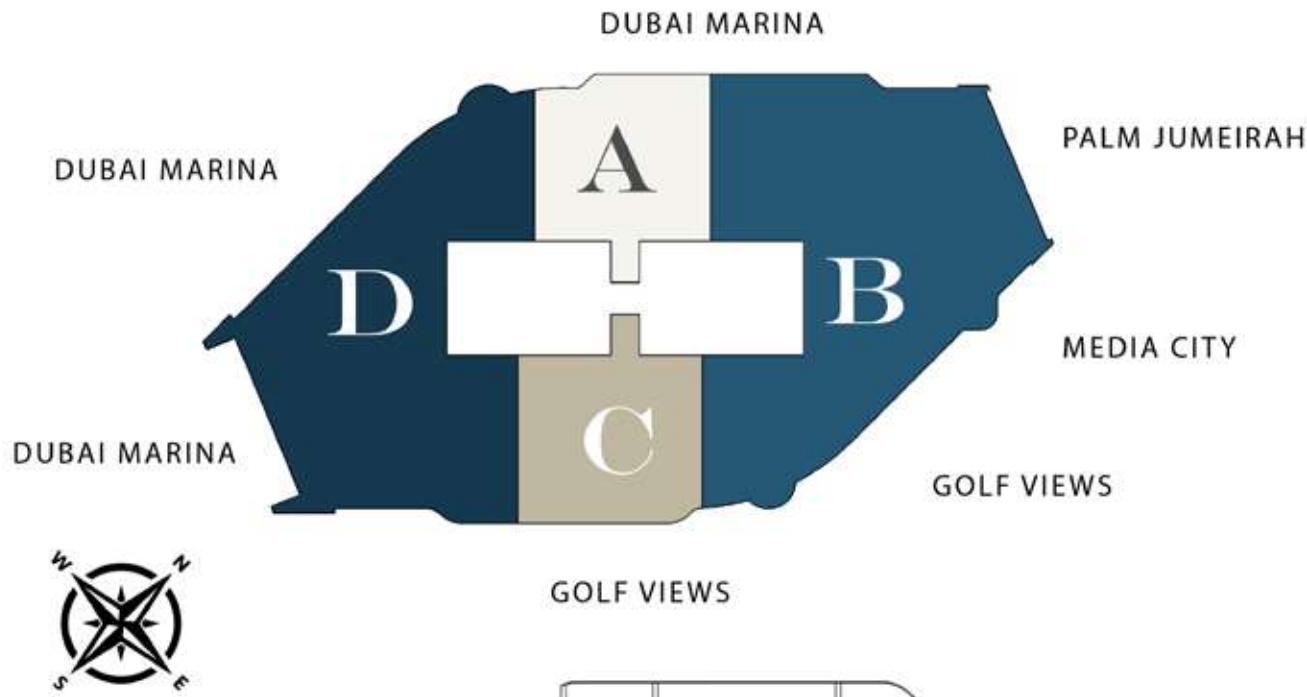 DUBAI MARINA
PALM JUMEIRAH
DUBAI MARINA
A
D
B
MEDIA CITY
C
DUBAI MARINA
GOLF VIEWS
GOLF VIEWS
W
N
S
E